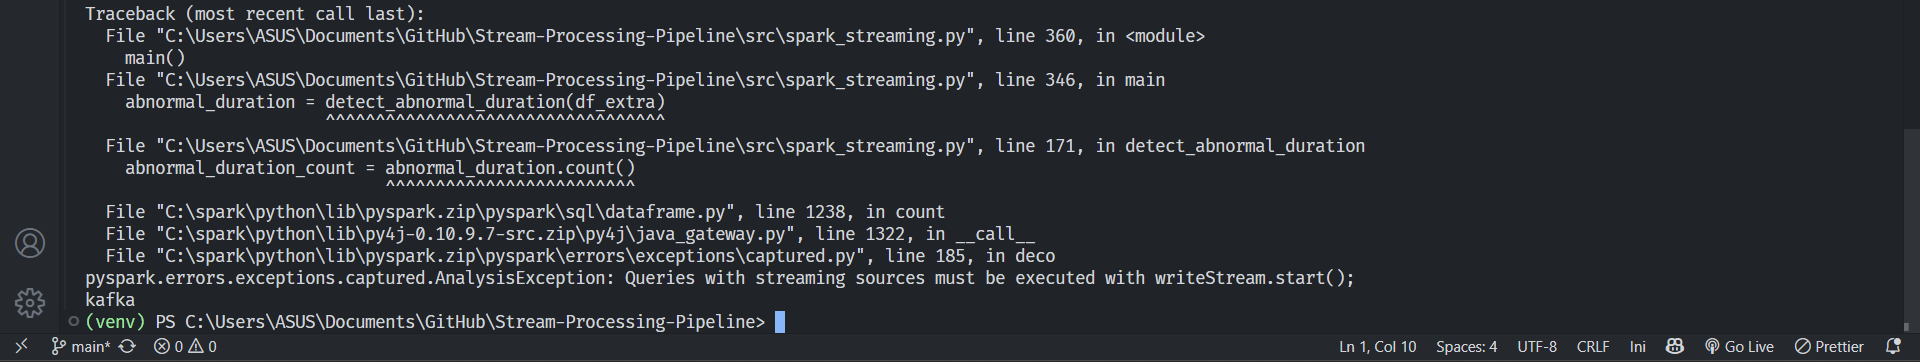 Traceback (most recent call last):
  File "C:\Users\ASUS\Documents\GitHub\Stream-Processing-Pipeline\src\spark_streaming.py", line 360, in <module>
    main()
  File "C:\Users\ASUS\Documents\GitHub\Stream-Processing-Pipeline\src\spark_streaming.py", line 346, in main
    abnormal_duration = detect_abnormal_duration(df_extra)
                        ^^^^^^^^^^^^^^^^^^^^^^^^^^^^^^^^^^
  File "C:\Users\ASUS\Documents\GitHub\Stream-Processing-Pipeline\src\spark_streaming.py", line 171, in detect_abnormal_duration
    abnormal_duration_count = abnormal_duration.count()
                              ^^^^^^^^^^^^^^^^^^^^^^^^^
  File "C:\spark\python\lib\pyspark.zip\pyspark\sql\dataframe.py", line 1238, in count
  File "C:\spark\python\lib\py4j-0.10.9.7-src.zip\py4j\java_gateway.py", line 1322, in __call__
  File "C:\spark\python\lib\pyspark.zip\pyspark\errors\exceptions\captured.py", line 185, in deco
pyspark.errors.exceptions.captured.AnalysisException: Queries with streaming sources must be executed with writeStream.start();
kafka
(venv) PS C:\Users\ASUS\Documents\GitHub\Stream-Processing-Pipeline>
main* 0 0 Ln 1, Col 10 Spaces: 4 UTF-8 CRLF Ini Go Live Prettier